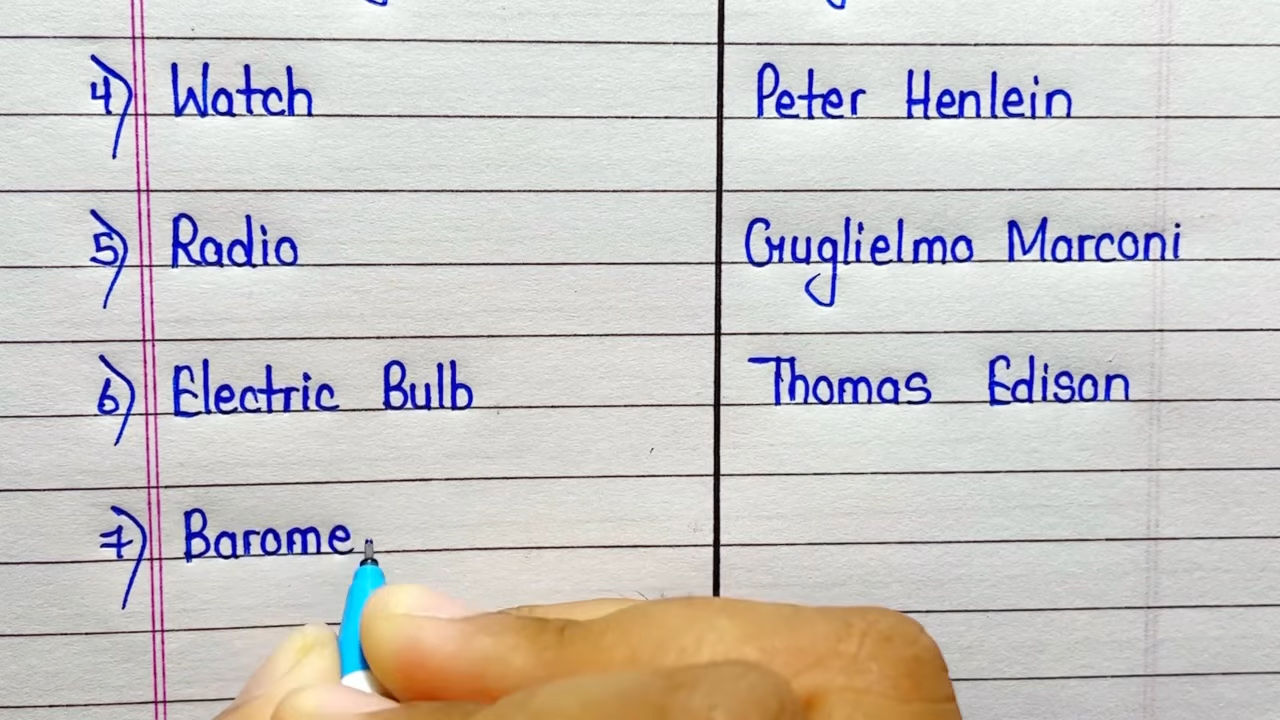 4) Watch Peter Henlein
5) Radio Guglielmo Marconi
6) Electric Bulb Thomas Edison
7) Barome